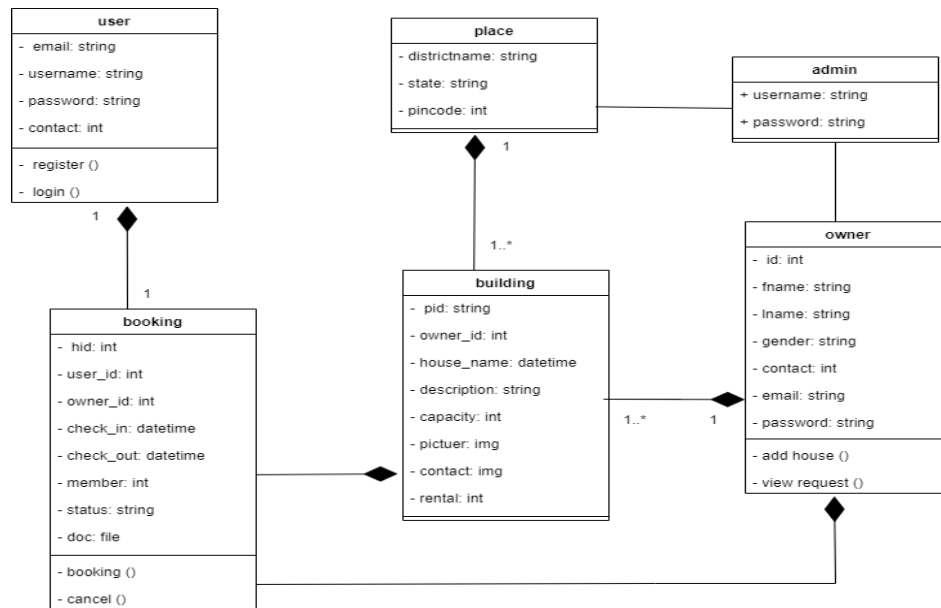 user
- email: string
- username: string
- password: string
- contact: int
- register ()
- login ()
1
1
place
- districtname: string
- state: string
- pincode: int
1
1..*
admin
+ username: string
+ password: string
building
- pid: string
- owner_id: int
- house_name: datetime
- description: string
- capacity: int
- pictuer: img
- contact: img
- rental: int
1..*
1
owner
- id: int
- fname: string
- lname: string
- gender: string
- contact: int
- email: string
- password: string
- add house ()
- view request ()
booking
- hid: int
- user_id: int
- owner_id: int
- check_in: datetime
- check_out: datetime
- member: int
- status: string
- doc: file
- booking ()
- cancel ()